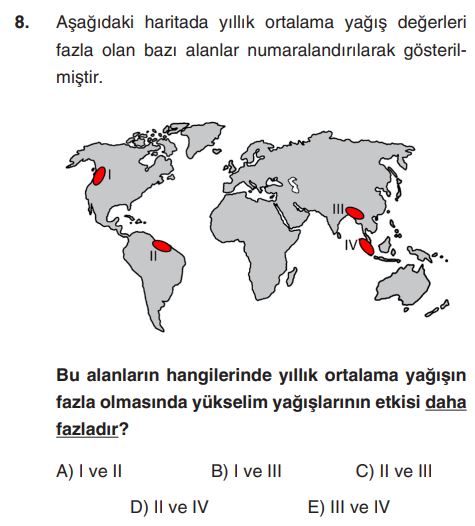 8. Aşağıdaki haritada yıllık ortalama yağış değerleri
fazla olan bazı alanlar numaralandırılarak gösteril-
miştir.
I
II
III
IV
Bu alanların hangilerinde yıllık ortalama yağışın
fazla olmasında yükselim yağışlarının etkisi daha
fazladır?
A) I ve II B) I ve III C) II ve III
D) II ve IV E) III ve IV